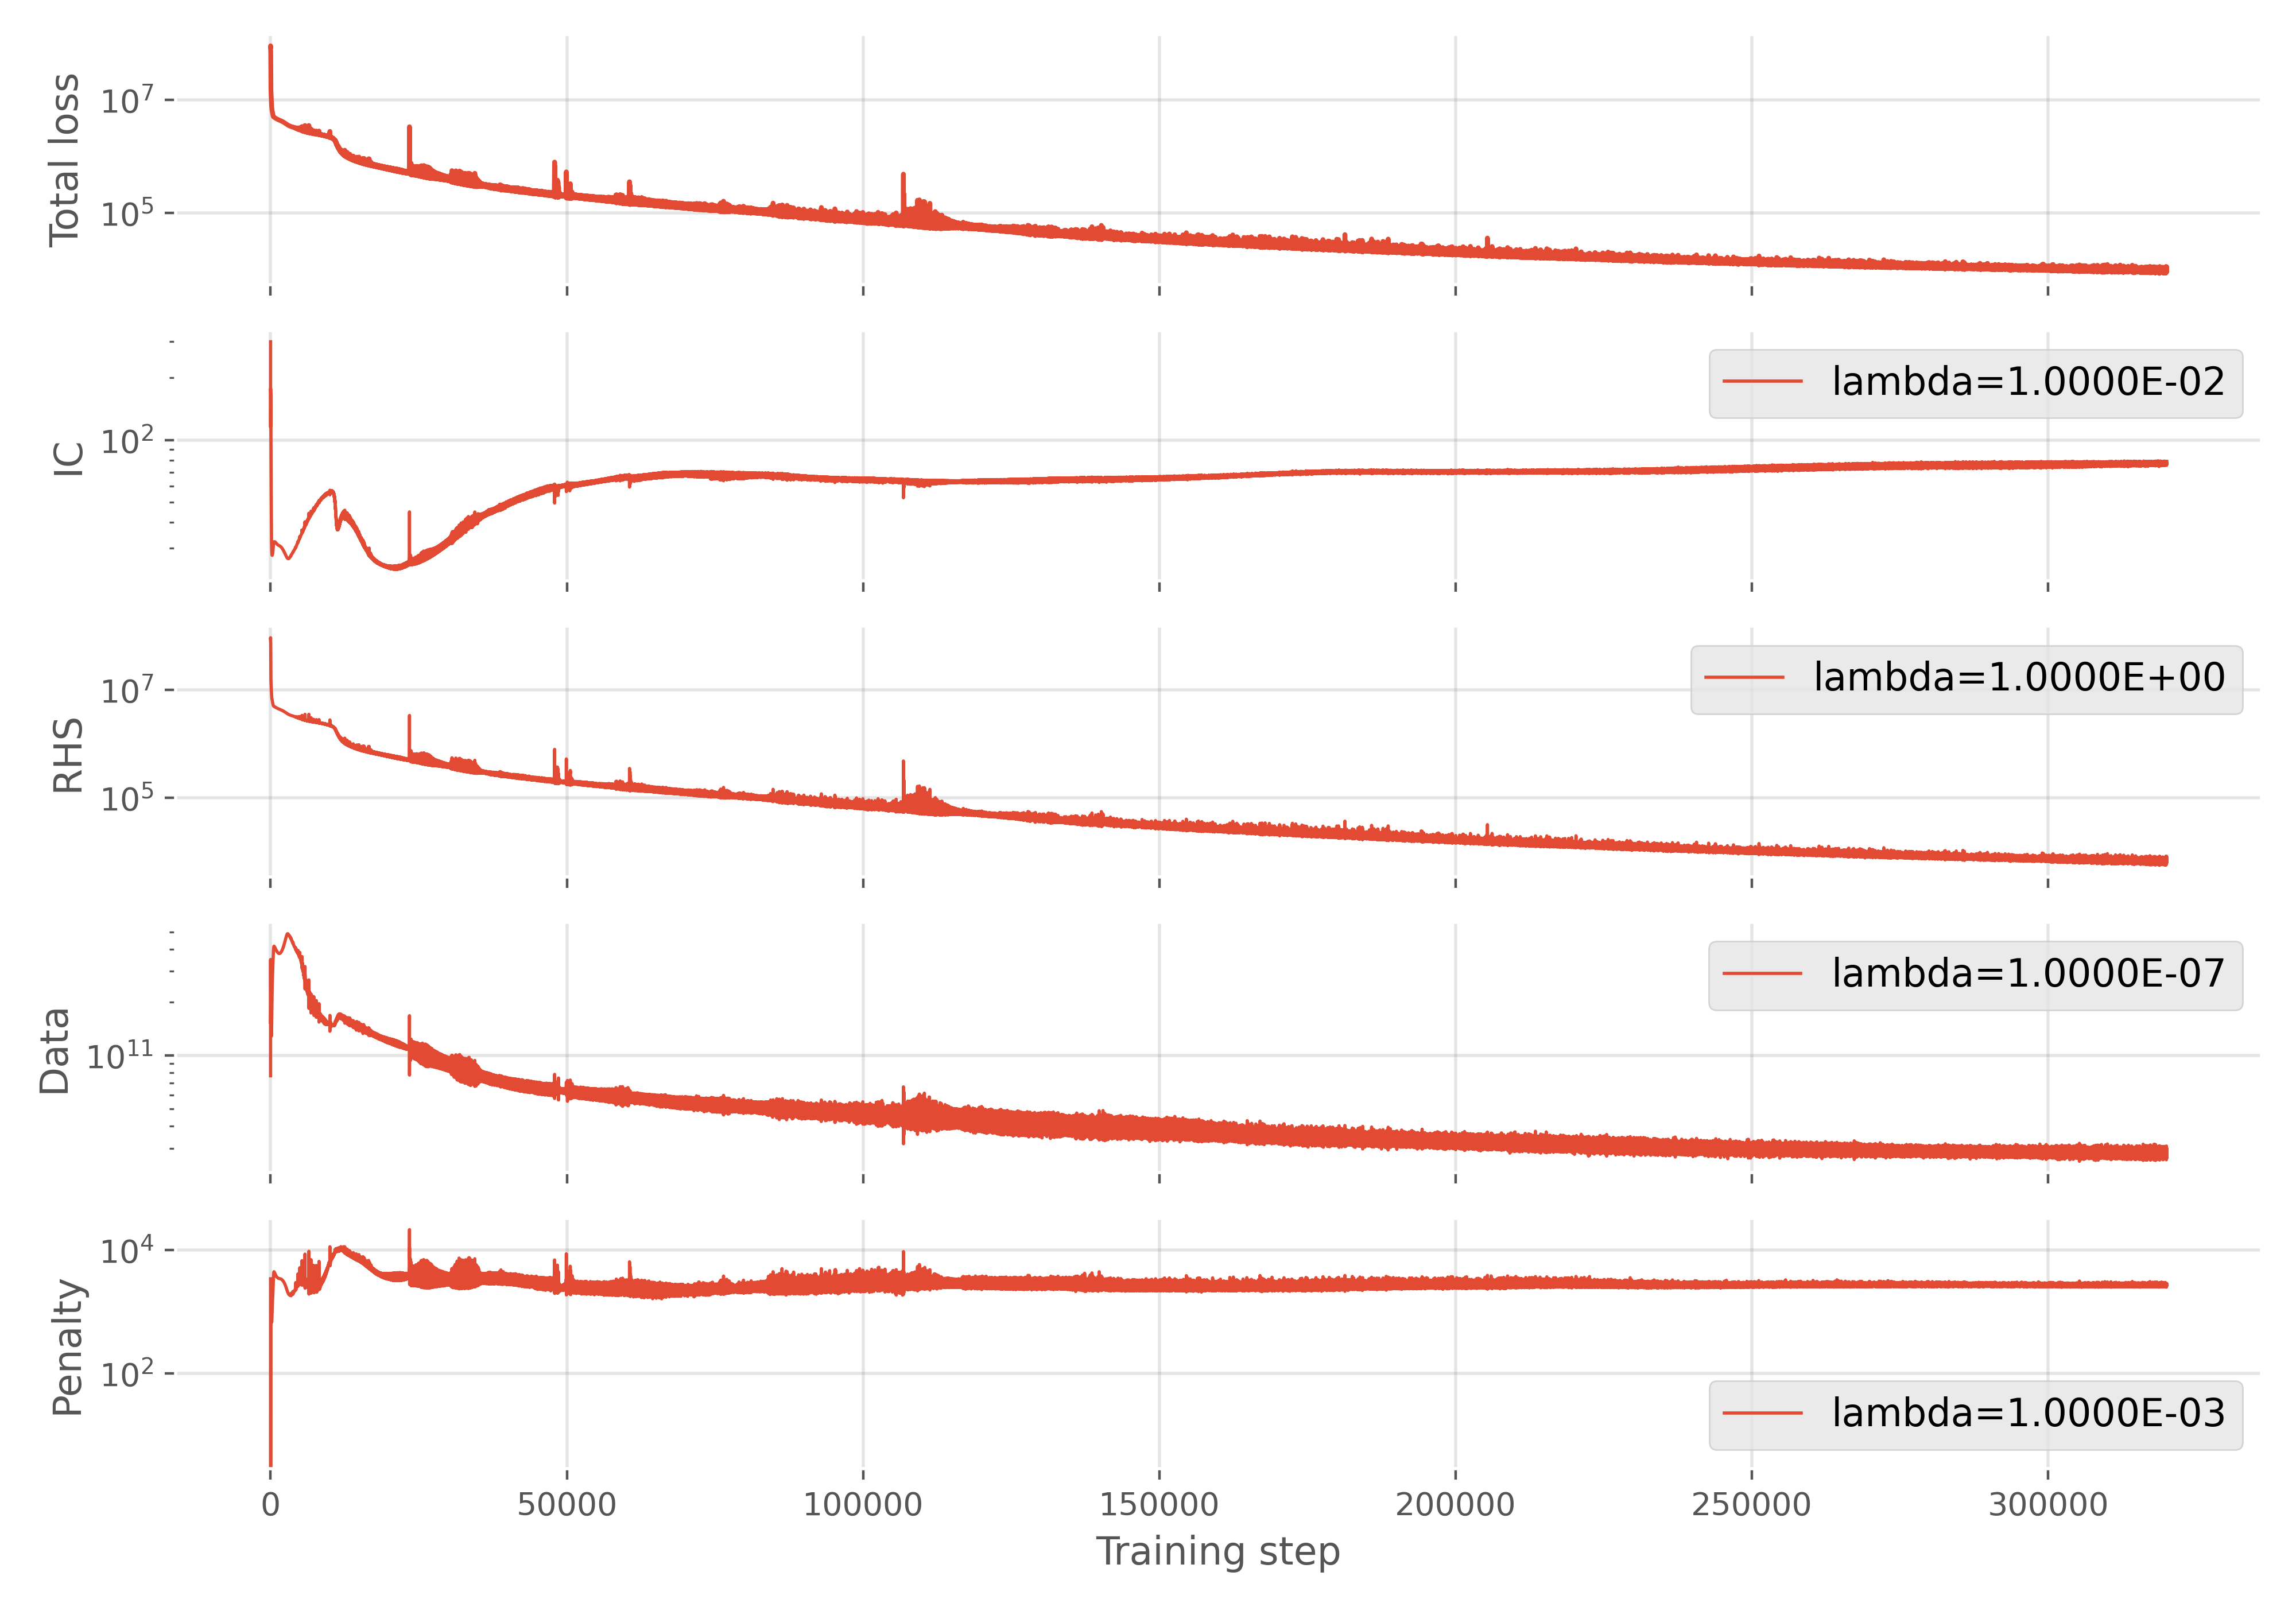 Total loss
10^7
10^5
IC
10^2
lambda=1.0000E-02
RHS
10^7
10^5
lambda=1.0000E+00
Data
10^11
lambda=1.0000E-07
Penalty
10^4
10^2
lambda=1.0000E-03
0 50000 100000 150000 200000 250000 300000
Training step